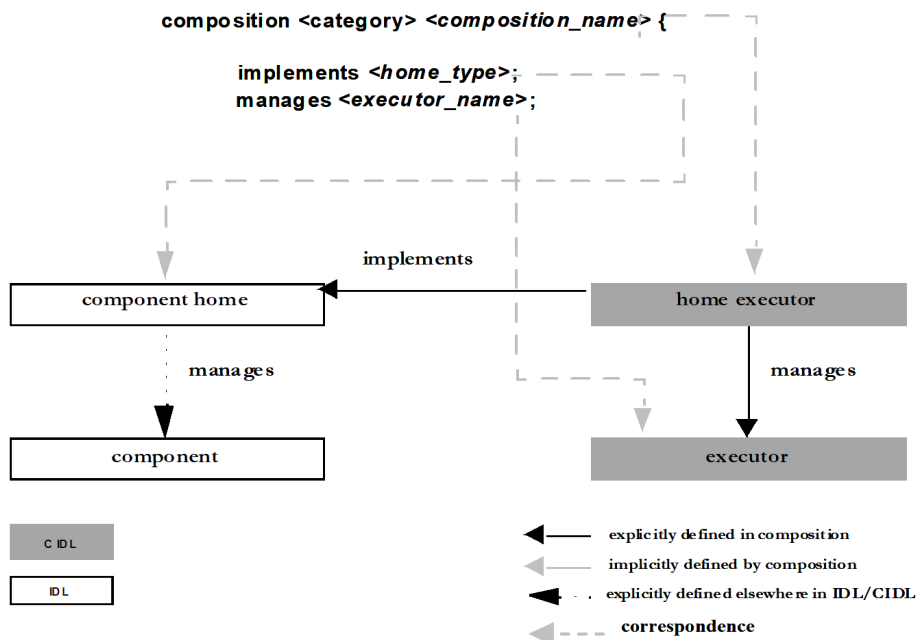 composition <category> <composition_name> {
implements <home_type>;
manages <executor_name>;
implements
component home
home executor
manages
manages
component
executor
CIDL
explicitly defined in composition
implicitly defined by composition
IDL
explicitly defined elsewhere in IDL/CIDL
correspondence